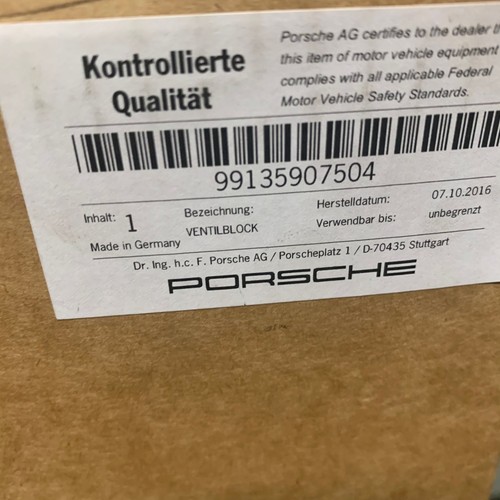 Kontrollierte
Qualität
Porsche AG certifies to the dealer
this item of motor vehicle equipment
complies with all applicable Federal
Motor Vehicle Safety Standards.
99135907504
Inhalt: 1
Bezeichnung:
VENTILBLOCK
Herstelldatum: 07.10.2016
Verwendbar bis: unbegrenzt
Made in Germany
Dr. Ing. h.c. F. Porsche AG / Porscheplatz 1 / D-70435 Stuttgart
PORSCHE